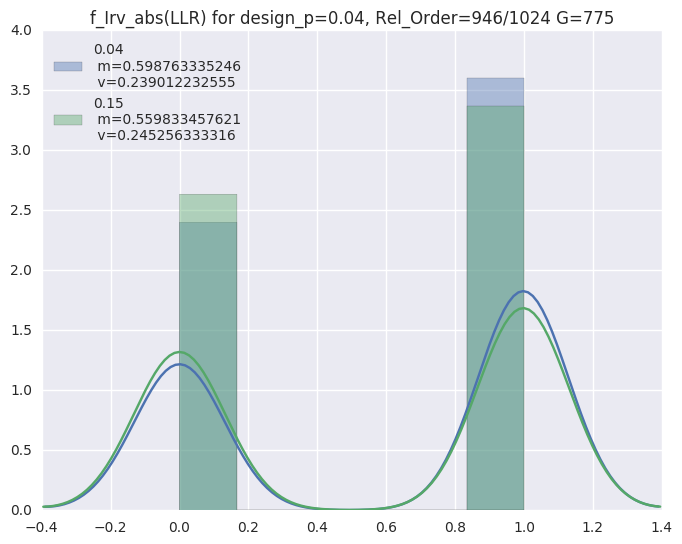 f_Irv_abs(LLR) for design_p=0.04, Rel_Order=946/1024 G=775
0.04
m=0.598763335246
v=0.239012232555
0.15
m=0.559833457621
v=0.245256333316
4.0
3.5
3.0
2.5
2.0
1.5
1.0
0.5
0.0
−0.4 −0.2 0.0 0.2 0.4 0.6 0.8 1.0 1.2 1.4